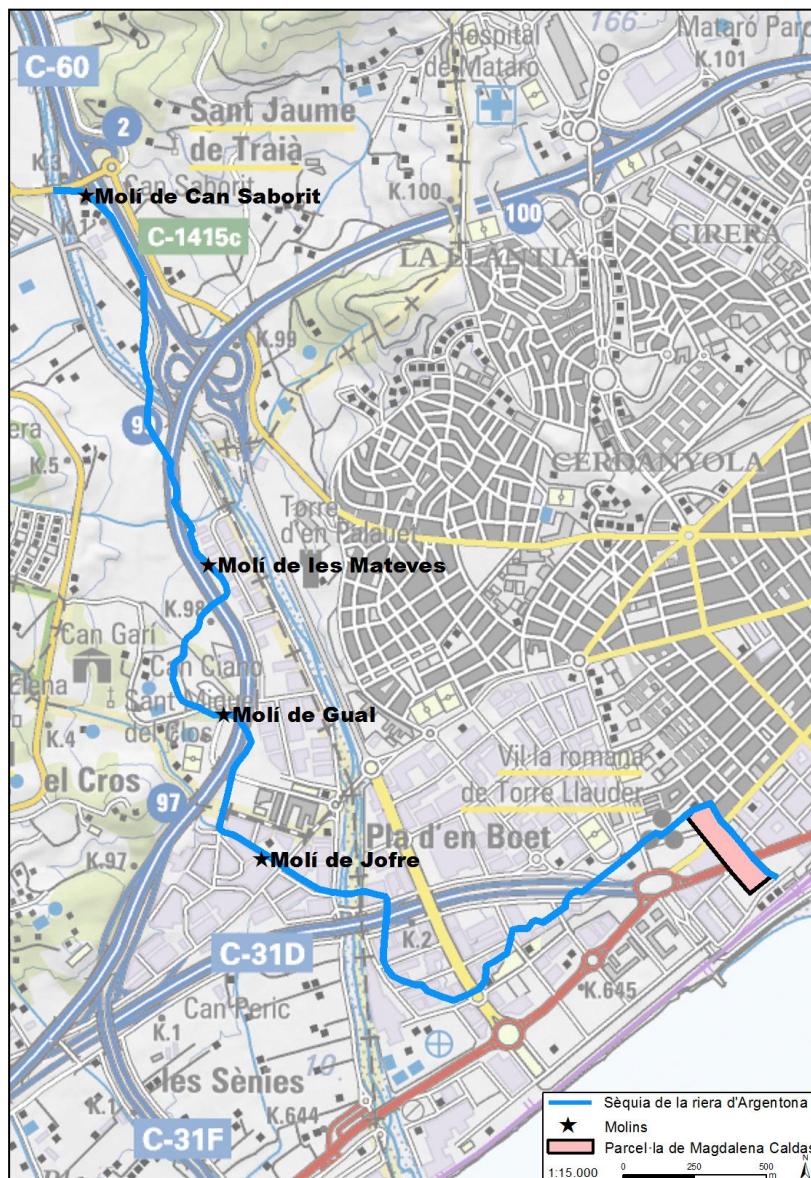 166
Mataró Parc
K.101
Hospital
de Mataró
C-60
2
Sant Jaume
de Traià
K.3
Can Saborit
Molí de Can Saborit
K.1
K.100
100
CIRERA
C-1415c
LA LLÀNTIA
K.99
K.5
CERDANYOLA
Torre
d'en Palauet
Molí de les Mateves
K.98
Can Garí
Can Ciano
Elena
Sant Miquel
del Clos
Molí de Gual
K.4
el Cros
Vil·la romana
de Torre Llauder
97
Pla d'en Boet
K.97
Molí de Jofre
K.2
C-31D
K.645
Can Peric
K.1
10.
les Sènies
K.1
K.644
C-31F
Sèquia de la riera d'Argentona
Molins
Parcel·la de Magdalena Caldas
1:15.000
0 250 500
m
N